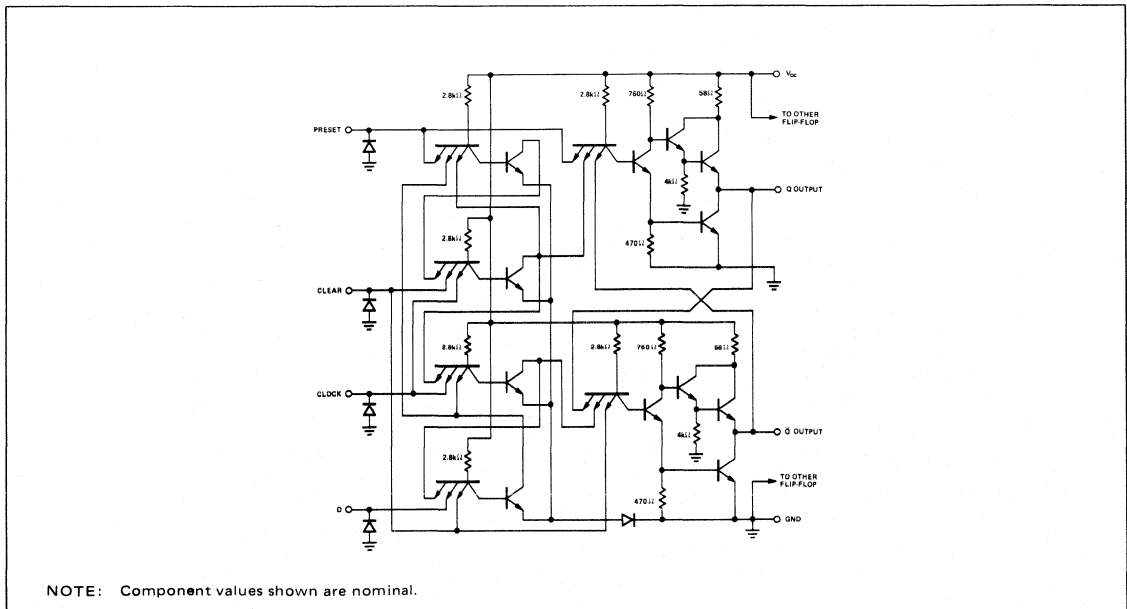 V_CC
2.8kΩ
2.8kΩ
760Ω
58Ω
TO OTHER
FLIP-FLOP
PRESET
4kΩ
Q OUTPUT
2.8kΩ
470Ω
CLEAR
2.8kΩ
2.8kΩ
760Ω
58Ω
CLOCK
4kΩ
Q̄ OUTPUT
2.8kΩ
TO OTHER
FLIP-FLOP
470Ω
D
GND
NOTE: Component values shown are nominal.